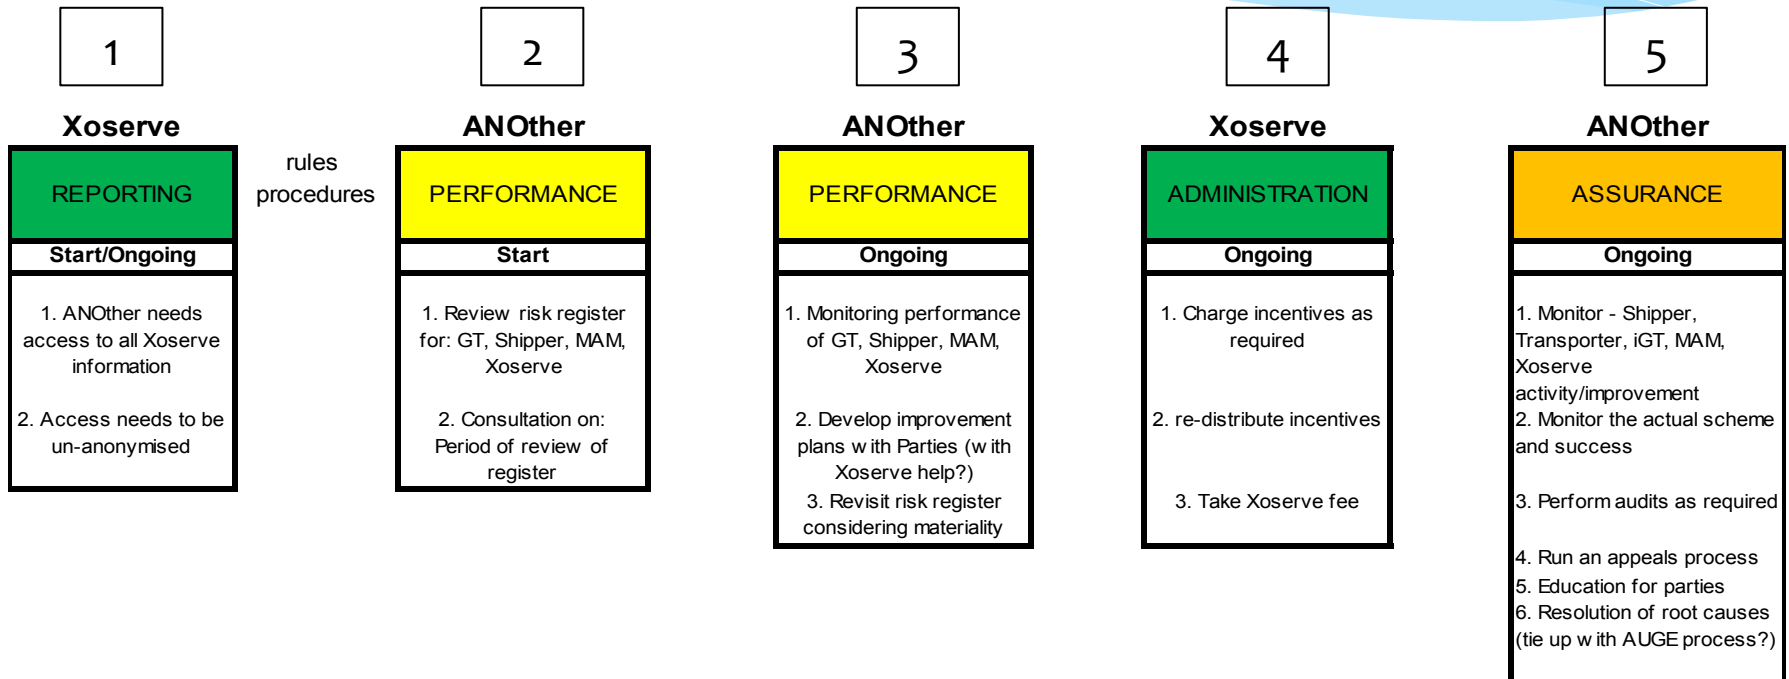 1
Xoserve
REPORTING
Start/Ongoing
1. ANOther needs
access to all Xoserve
information
2. Access needs to be
un-anonymised
rules
procedures
2
ANOther
PERFORMANCE
Start
1. Review risk register
for: GT, Shipper, MAM,
Xoserve
2. Consultation on:
Period of review of
register
3
ANOther
PERFORMANCE
Ongoing
1. Monitoring performance
of GT, Shipper, MAM,
Xoserve
2. Develop improvement
plans with Parties (with
Xoserve help?)
3. Revisit risk register
considering materiality
4
Xoserve
ADMINISTRATION
Ongoing
1. Charge incentives as
required
2. re-distribute incentives
3. Take Xoserve fee
5
ANOther
ASSURANCE
Ongoing
1. Monitor - Shipper,
Transporter, iGT, MAM,
Xoserve
activity/improvement
2. Monitor the actual scheme
and success
3. Perform audits as required
4. Run an appeals process
5. Education for parties
6. Resolution of root causes
(tie up with AUGE process?)